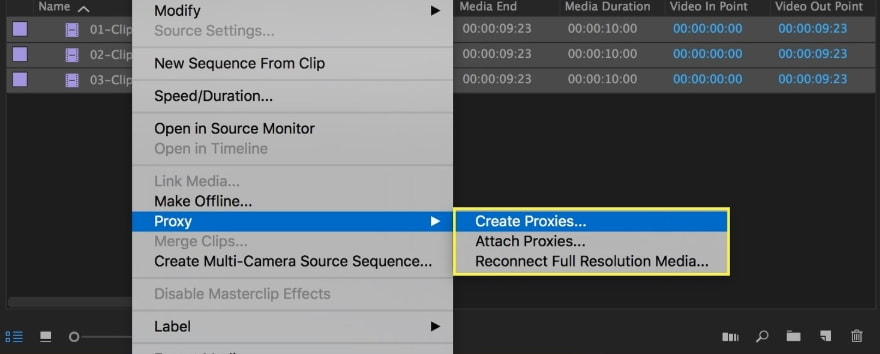 Name Media End Media Duration Video In Point Video Out Point
01-Clip 00:00:09:23 00:00:10:00 00:00:00:00 00:00:09:23
02-Clip 00:00:09:23 00:00:10:00 00:00:00:00 00:00:09:23
03-Clip 00:00:09:23 00:00:10:00 00:00:00:00 00:00:09:23
Modify
Source Settings...
New Sequence From Clip
Speed/Duration...
Open in Source Monitor
Open in Timeline
Link Media...
Make Offline...
Proxy
Create Proxies...
Attach Proxies...
Reconnect Full Resolution Media...
Merge Clips...
Create Multi-Camera Source Sequence...
Disable Masterclip Effects
Label